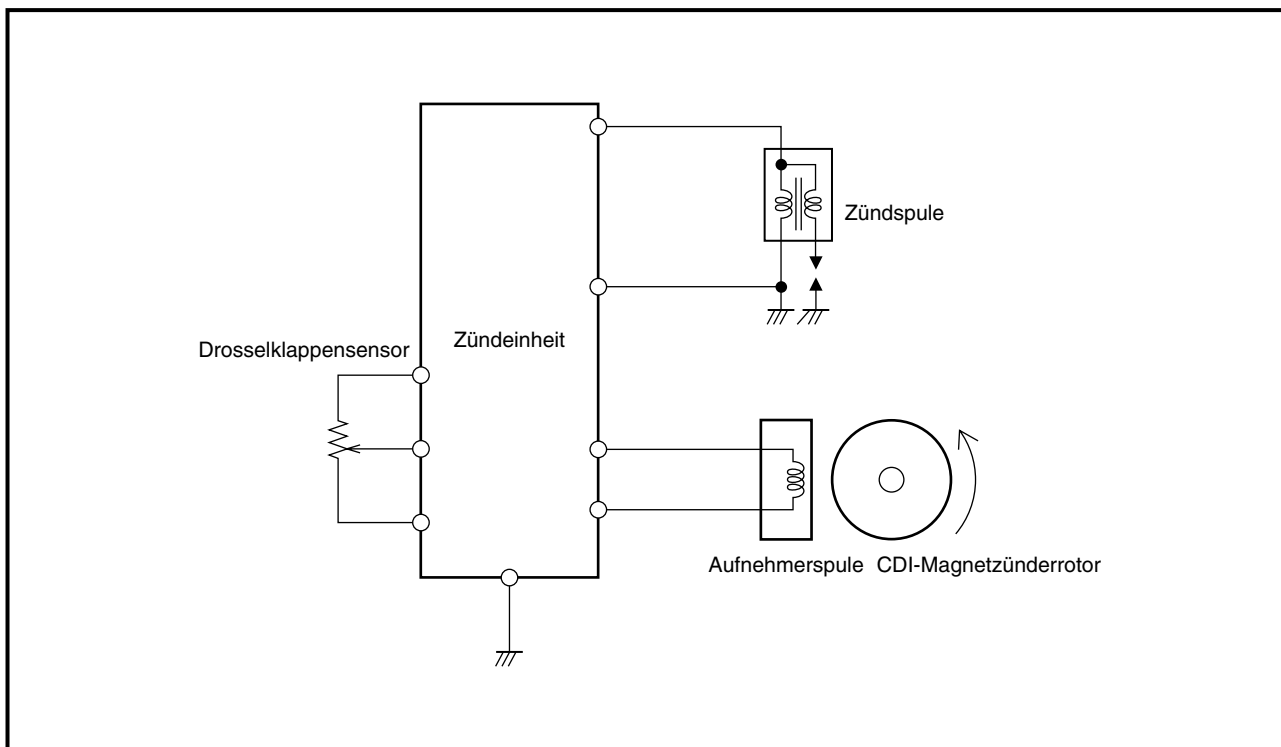 Zündspule
Zündeinheit
Drosselklappensensor
Aufnehmerspule CDI-Magnetzünderrotor